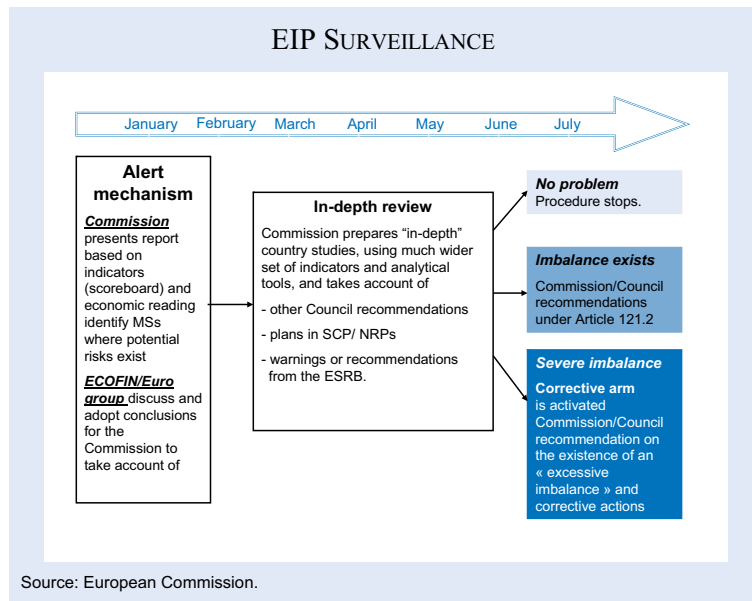 EIP SURVEILLANCE
January February March April May June July
Alert
mechanism
Commission
presents report
based on
indicators
(scoreboard) and
economic reading
identify MSs
where potential
risks exist
ECOFIN/Euro
group discuss and
adopt conclusions
for the
Commission to
take account of
In-depth review
Commission prepares “in-depth”
country studies, using much wider
set of indicators and analytical
tools, and takes account of
- other Council recommendations
- plans in SCP/ NRPs
- warnings or recommendations
from the ESRB.
No problem
Procedure stops.
Imbalance exists
Commission/Council
recommendations
under Article 121.2
Severe imbalance
Corrective arm
is activated
Commission/Council
recommendation on
the existence of an
« excessive
imbalance » and
corrective actions
Source: European Commission.